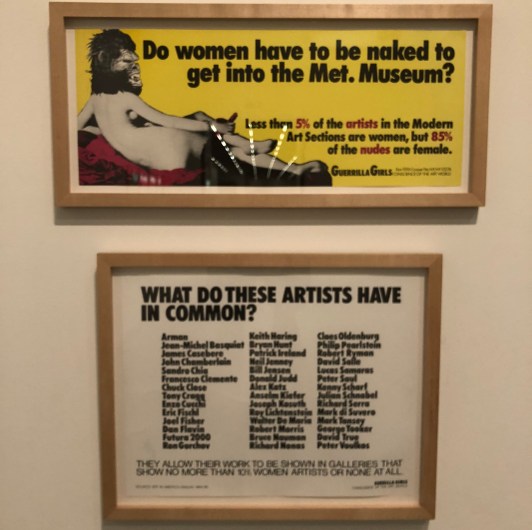 Do women have to be naked to
get into the Met. Museum?
Less than 5% of the artists in the Modern
Art Sections are women, but 85%
of the nudes are female.
GUERRILLA GIRLS
WHAT DO THESE ARTISTS HAVE
IN COMMON?
Arman
Jean-Michel Basquiat
James Casebere
John Chamberlain
Sandro Chia
Francesco Clemente
Chuck Close
Tony Cragg
Enzo Cucchi
Eric Fischl
Joel Fisher
Dan Flavin
Futura 2000
Ron Gorchov
Keith Haring
Bryan Hunt
Patrick Ireland
Neil Jenney
Bill Jensen
Donald Judd
Alex Katz
Anselm Kiefer
Joseph Kosuth
Roy Lichtenstein
Walter De Maria
Robert Morris
Bruce Nauman
Richard Nonas
Claes Oldenburg
Philip Pearlstein
Robert Ryman
David Salle
Lucas Samaras
Peter Saul
Kenny Scharf
Julian Schnabel
Richard Serra
Mark di Suvero
Mark Tansey
George Tooker
David True
Peter Voulkos
THEY ALLOW THEIR WORK TO BE SHOWN IN GALLERIES THAT
SHOW NO MORE THAN 10% WOMEN ARTISTS OR NONE AT ALL.
GUERRILLA GIRLS